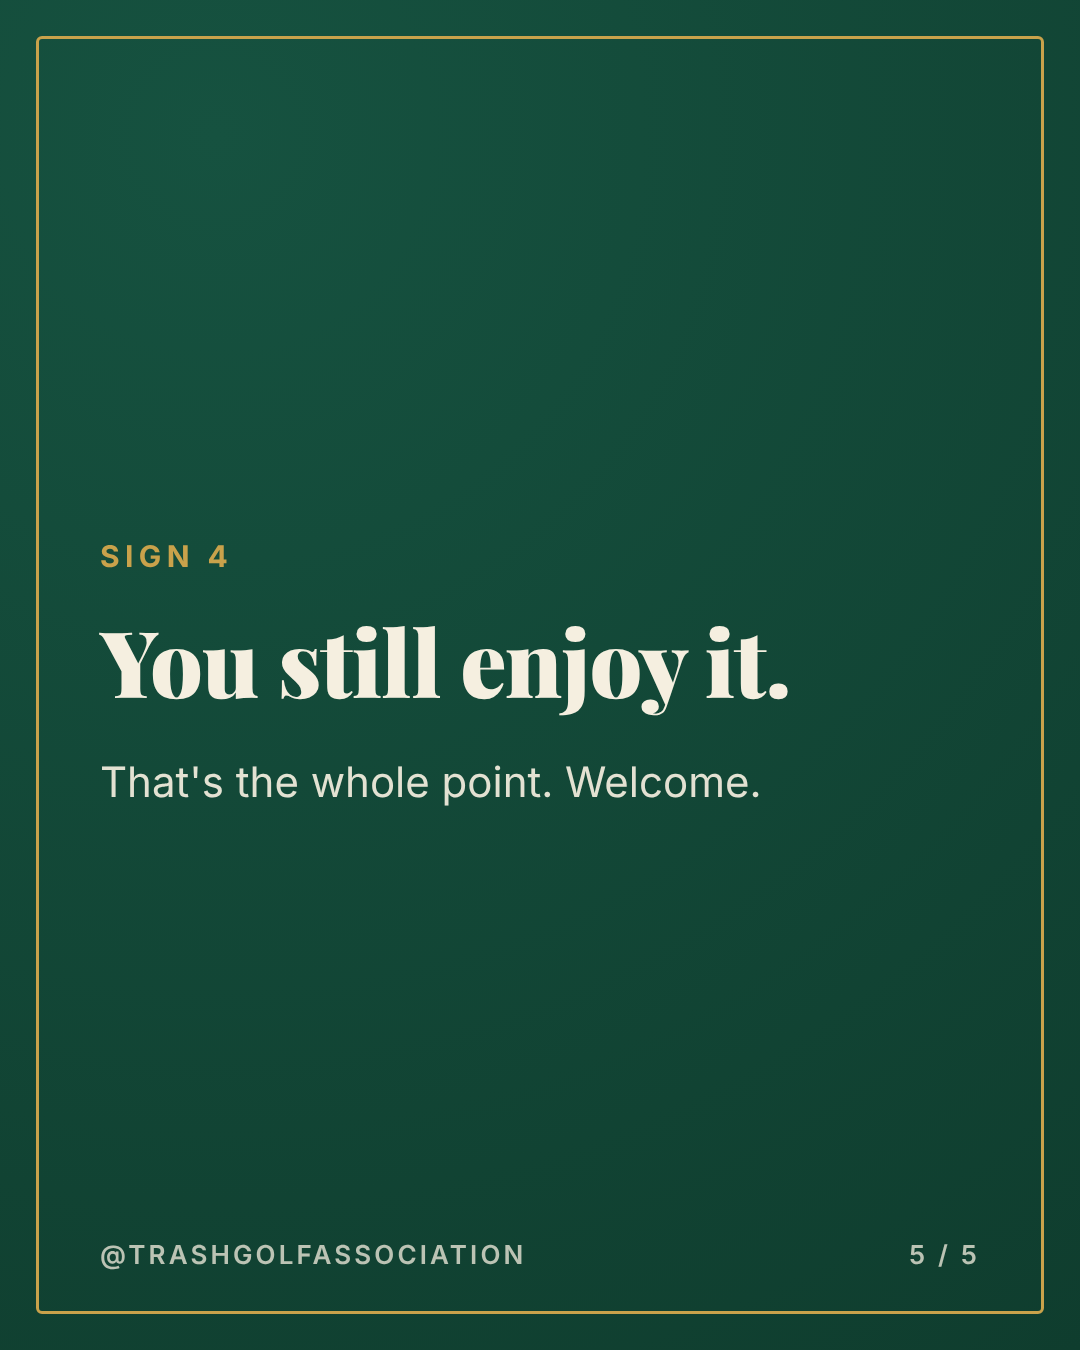 SIGN 4
You still enjoy it.
That's the whole point. Welcome.
@TRASHGOLFASSOCIATION
5 / 5